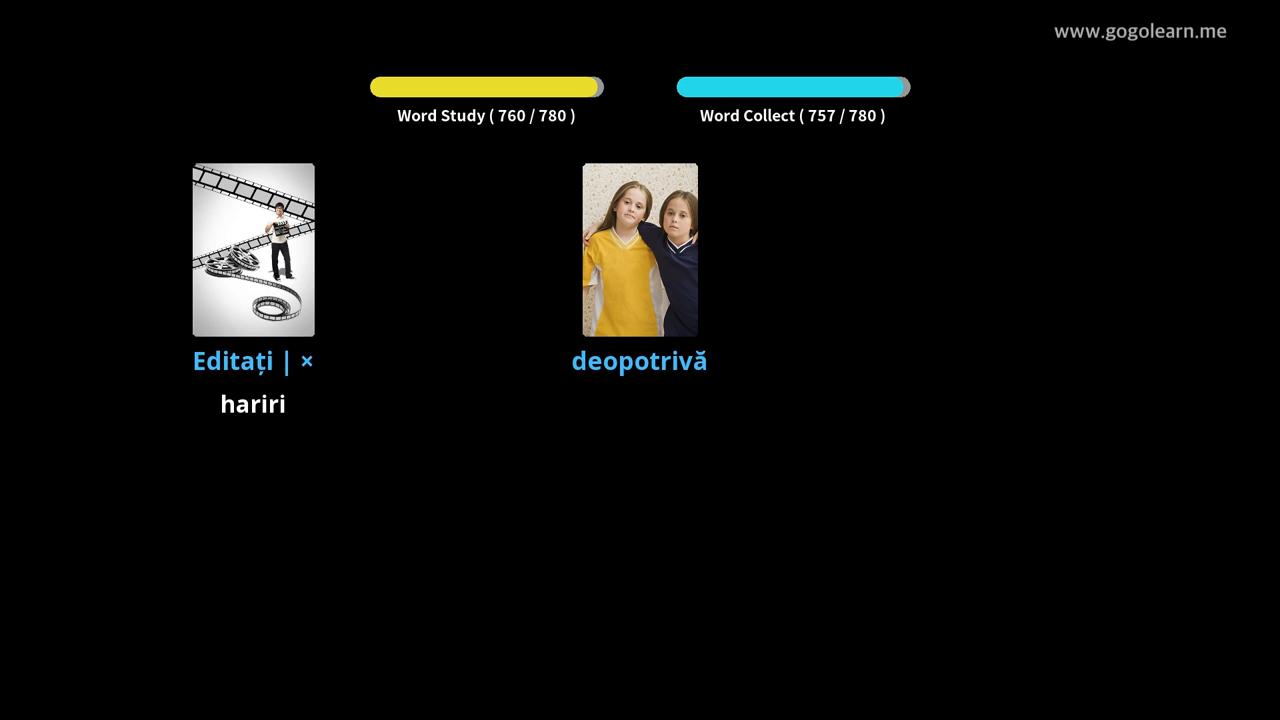 www.gogolearn.me
Word Study ( 760 / 780 )
Word Collect ( 757 / 780 )
Editați | ×
deopotrivă
hariri